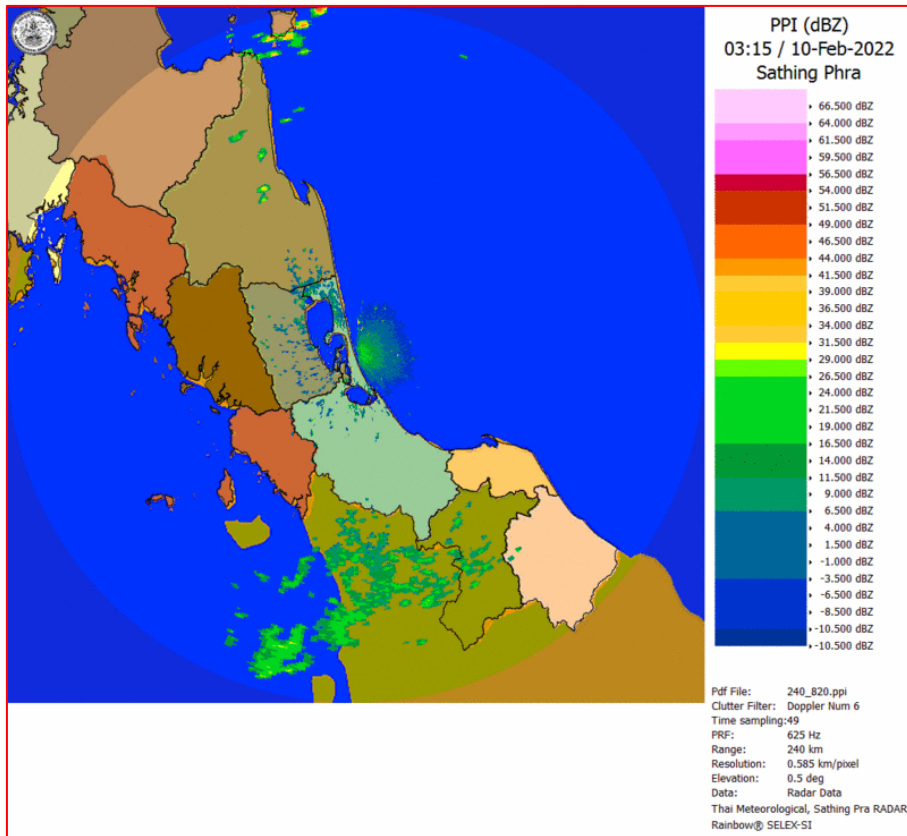 PPI (dBZ)
03:15 / 10-Feb-2022
Sathing Phra
66.500 dBZ
64.000 dBZ
61.500 dBZ
59.500 dBZ
56.500 dBZ
54.000 dBZ
51.500 dBZ
49.000 dBZ
46.500 dBZ
44.000 dBZ
41.500 dBZ
39.000 dBZ
36.500 dBZ
34.000 dBZ
31.500 dBZ
29.000 dBZ
26.500 dBZ
24.000 dBZ
21.500 dBZ
19.000 dBZ
16.500 dBZ
14.000 dBZ
11.500 dBZ
9.000 dBZ
6.500 dBZ
4.000 dBZ
1.500 dBZ
-1.000 dBZ
-3.500 dBZ
-6.500 dBZ
-8.500 dBZ
-10.500 dBZ
-10.500 dBZ
Pdf File: 240_820.ppi
Clutter Filter: Doppler Num 6
Time sampling:49
PRF: 625 Hz
Range: 240 km
Resolution: 0.585 km/pixel
Elevation: 0.5 deg
Data: Radar Data
Thai Meteorological, Sathing Pra RADAR
Rainbow® SELEX-SI